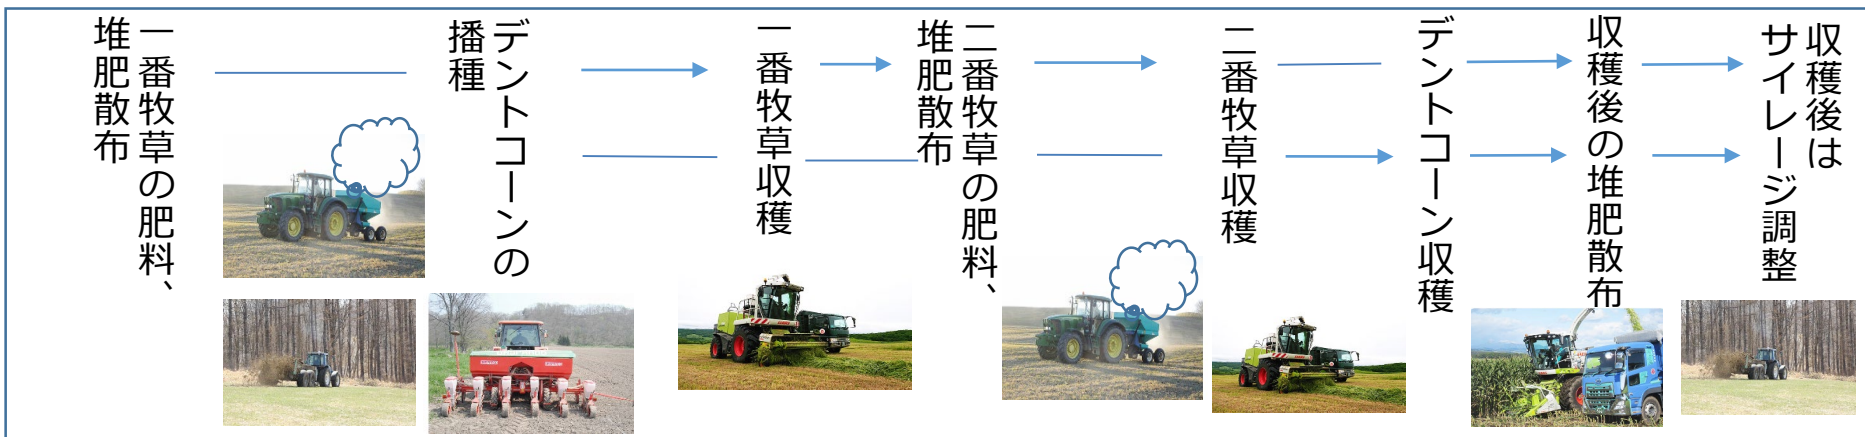 一番牧草の肥料、
堆肥散布
デントコーンの
播種
一番牧草収穫
二番牧草の肥料、
堆肥散布
二番牧草収穫
デントコーン収穫
収穫後の堆肥散布
収穫後は
サイレージ調整